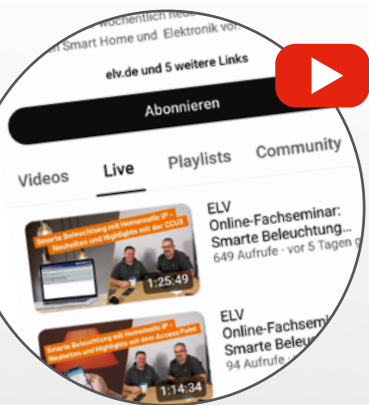 wöchentlich neue
Smart Home und Elektronik vor
elv.de und 5 weitere Links
Abonnieren
Videos Live Playlists Community
Smarte Beleuchtung mit Homematic IP –
Neuheiten und Highlights mit der CCU3
1:25:49
ELV
Online-Fachseminar:
Smarte Beleuchtung...
649 Aufrufe · vor 5 Tagen
Smarte Beleuchtung mit Homematic IP –
Neuheiten und Highlights mit dem Access Point
1:14:34
ELV
Online-Fachsemin
Smarte Beleu
94 Aufrufe